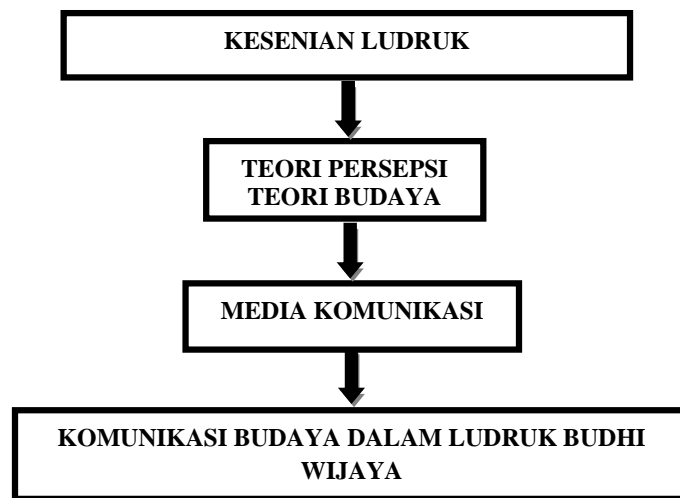 KESENIAN LUDRUK
TEORI PERSEPSI
TEORI BUDAYA
MEDIA KOMUNIKASI
KOMUNIKASI BUDAYA DALAM LUDRUK BUDHI
WIJAYA